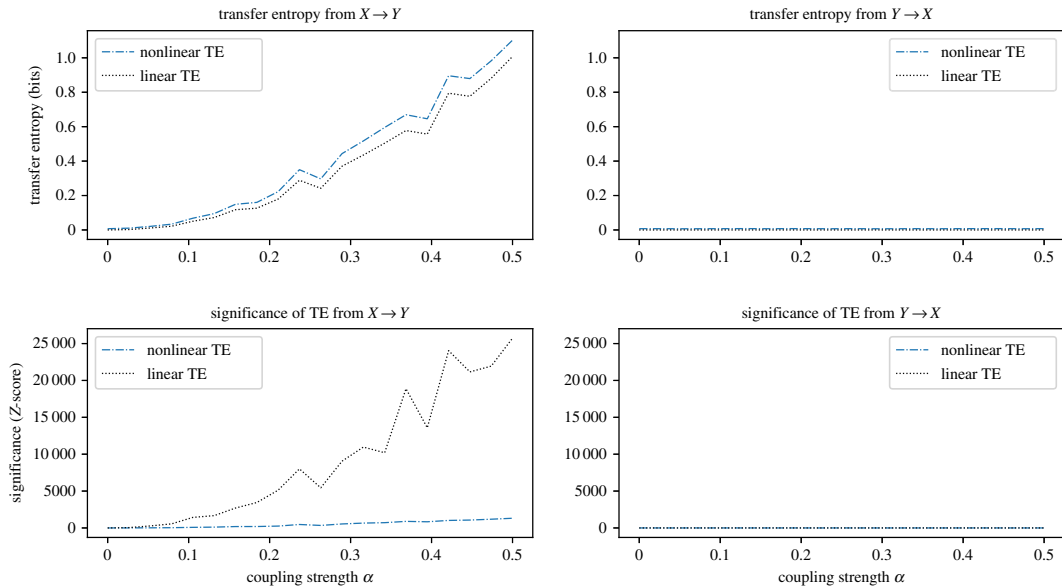 transfer entropy from X → Y
transfer entropy (bits)
1.0
0.8
0.6
0.4
0.2
0
nonlinear TE
linear TE
0 0.1 0.2 0.3 0.4 0.5
transfer entropy from Y → X
1.0
0.8
0.6
0.4
0.2
0
nonlinear TE
linear TE
0 0.1 0.2 0.3 0.4 0.5
significance of TE from X → Y
significance (Z-score)
25 000
20 000
15 000
10 000
5000
0
nonlinear TE
linear TE
0 0.1 0.2 0.3 0.4 0.5
coupling strength α
significance of TE from Y → X
25 000
20 000
15 000
10 000
5000
0
nonlinear TE
linear TE
0 0.1 0.2 0.3 0.4 0.5
coupling strength α